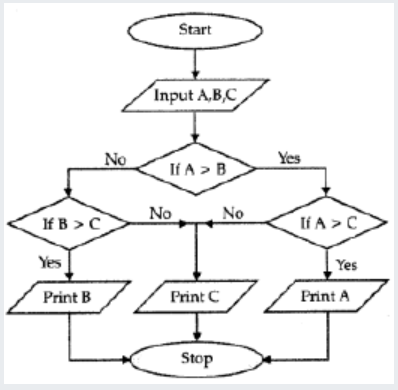 Start
Input A,B,C
No
Yes
If A > B
If B > C
No
No
If A > C
Yes
Yes
Print B
Print C
Print A
Stop